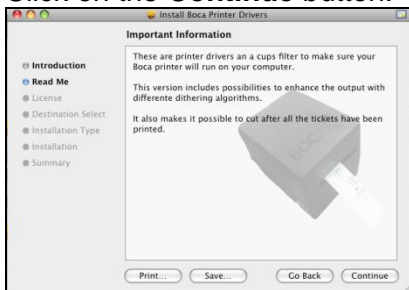 Click on the Continue button.
Install Boca Printer Drivers
Important Information
Introduction
Read Me
License
Destination Select
Installation Type
Installation
Summary
These are printer drivers an a cups filter to make sure your
Boca printer will run on your computer.
This version includes possibilities to enhance the output with
differente dithering algorithms.
It also makes it possible to cut after all the tickets have been
printed.
BOCA
Print...
Save...
Go Back
Continue